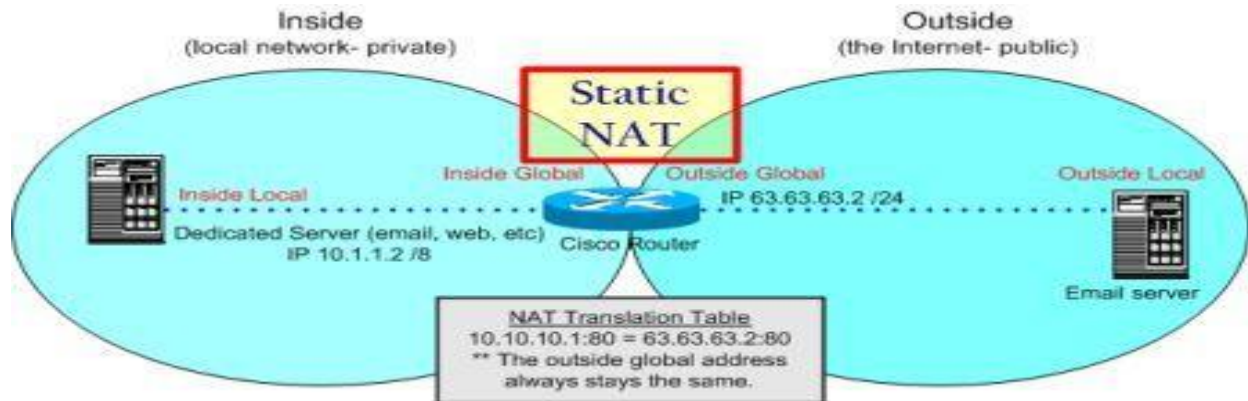 Inside
(local network- private)
Outside
(the Internet- public)
Static
NAT
Inside Global
Outside Global
Outside Local
Inside Local
IP 63.63.63.2 /24
Dedicated Server (email, web, etc)
IP 10.1.1.2 /8
Cisco Router
Email server
NAT Translation Table
10.10.10.1:80 = 63.63.63.2:80
** The outside global address
always stays the same.